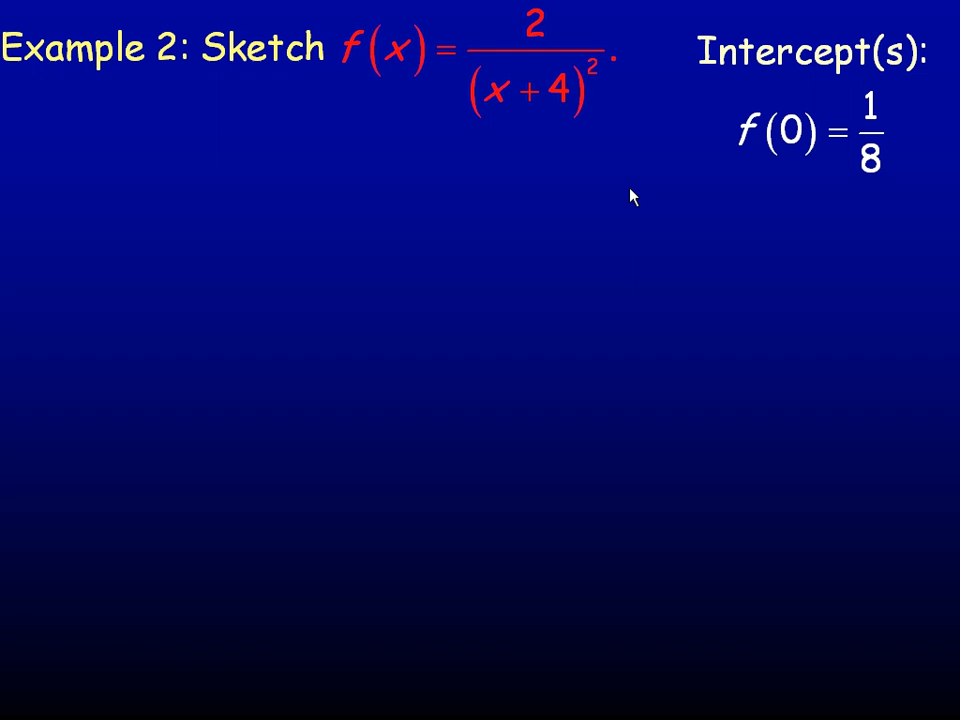 Example 2: Sketch f(x) = 2/(x + 4)².
Intercept(s):
f(0) = 1/8